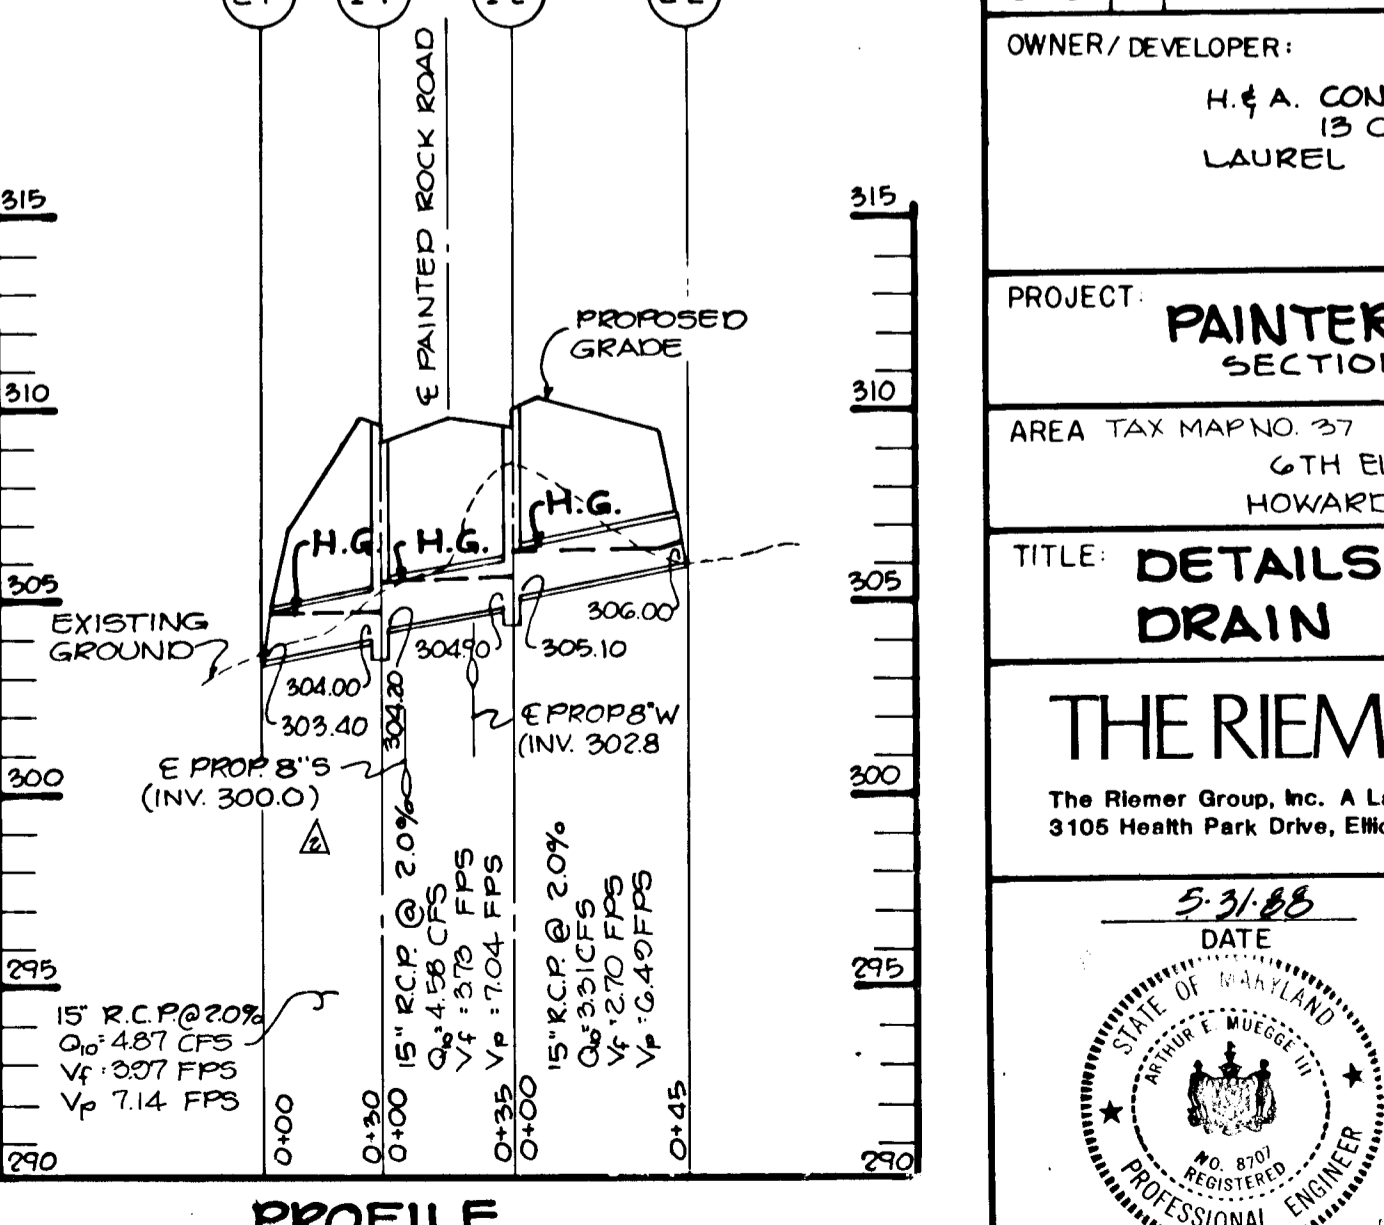 ℄ PAINTED ROCK ROAD
315
310
305
300
295
290
315
310
305
300
295
290
PROPOSED
GRADE
H.G.
H.G.
H.G.
EXISTING
GROUND
304.00
303.40
304.20
304.90
305.10
306.00
℄ PROP. 8"S
(INV. 300.0)
2
℄ PROP 8"W
(INV. 302.8
15" R.C.P. @ 2.0%
Q10 = 4.87 CFS
Vf : 3.97 FPS
Vp 7.14 FPS
15" R.C.P. @ 2.0%
Q10 = 4.58 CFS
Vf : 3.73 FPS
Vp : 7.04 FPS
15" R.C.P. @ 2.0%
Q10 = 3.31 CFS
Vf : 2.70 FPS
Vp : 6.49 FPS
0+00
0+30
0+00
0+35
0+00
0+45
PROFILE
OWNER/DEVELOPER:
H. & A. CON
13 C
LAUREL
PROJECT:
PAINTER
SECTION
AREA TAX MAP NO. 37
6TH EL
HOWARD
TITLE: DETAILS
DRAIN
THE RIEM
The Riemer Group, Inc. A La
3105 Health Park Drive, Ellic
5·31·88
DATE
STATE OF MARYLAND
ARTHUR E. MUEGGE III
NO. 8707
REGISTERED
PROFESSIONAL ENGINEER